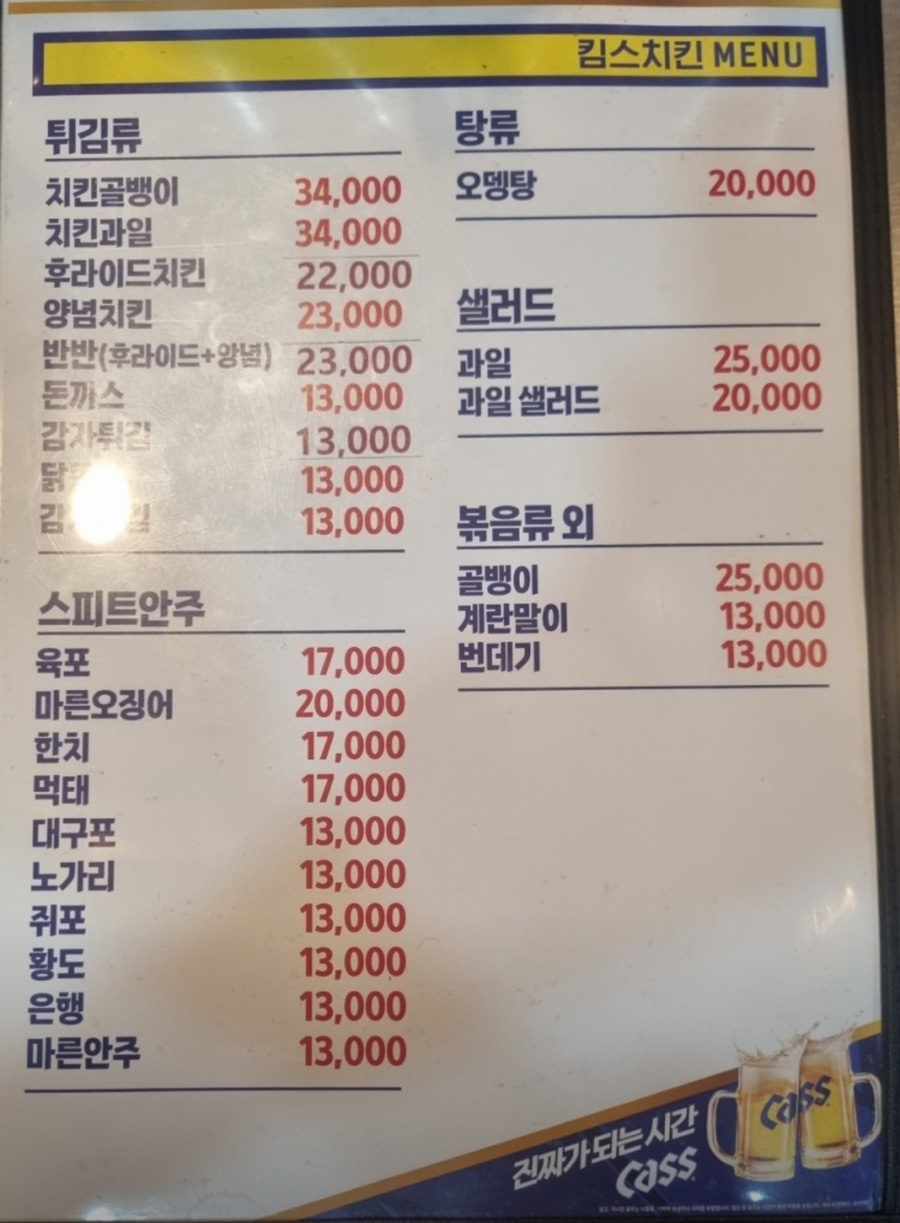 킴스치킨 MENU
튀김류
치킨골뱅이 34,000
치킨과일 34,000
후라이드치킨 22,000
양념치킨 23,000
반반(후라이드+양념) 23,000
돈까스 13,000
감자튀김 13,000
13,000
13,000
스피트안주
육포 17,000
마른오징어 20,000
한치 17,000
먹태 17,000
대구포 13,000
노가리 13,000
쥐포 13,000
황도 13,000
은행 13,000
마른안주 13,000
탕류
오뎅탕 20,000
샐러드
과일 25,000
과일 샐러드 20,000
볶음류 외
골뱅이 25,000
계란말이 13,000
번데기 13,000
진짜가 되는 시간
Cass
Cass